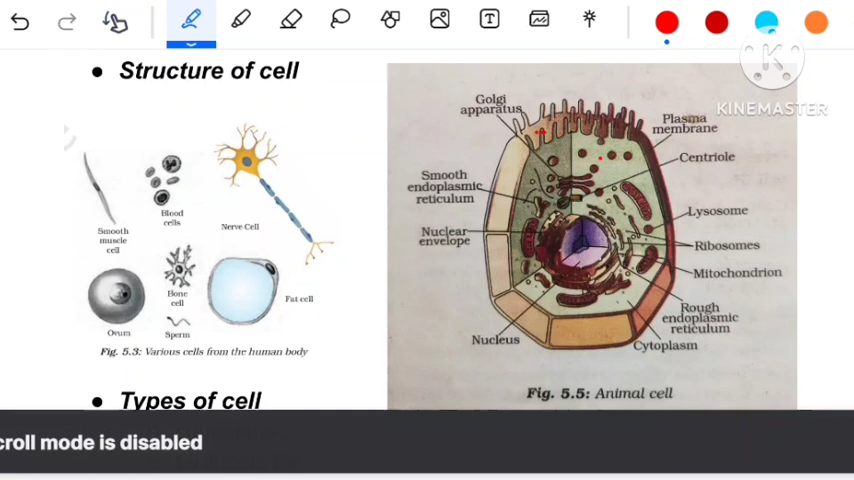 KINEMASTER
● Structure of cell
Smooth
muscle
cell
Blood
cells
Nerve Cell
Ovum
Bone
cell
Sperm
Fat cell
Fig. 5.3: Various cells from the human body
Golgi
apparatus
Plasma
membrane
Centriole
Smooth
endoplasmic
reticulum
Lysosome
Nuclear
envelope
Ribosomes
Mitochondrion
Rough
endoplasmic
reticulum
Nucleus
Cytoplasm
Fig. 5.5: Animal cell
● Types of cell
croll mode is disabled